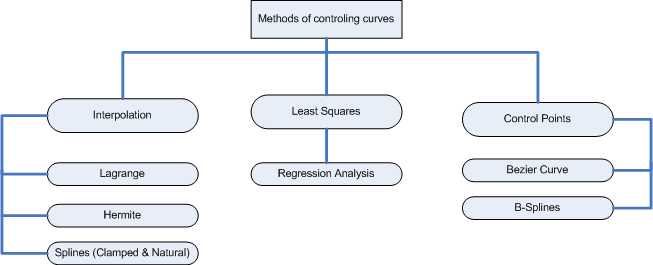 Methods of controling curves
Interpolation
Least Squares
Control Points
Lagrange
Regression Analysis
Bezier Curve
Hermite
B-Splines
Splines (Clamped & Natural)